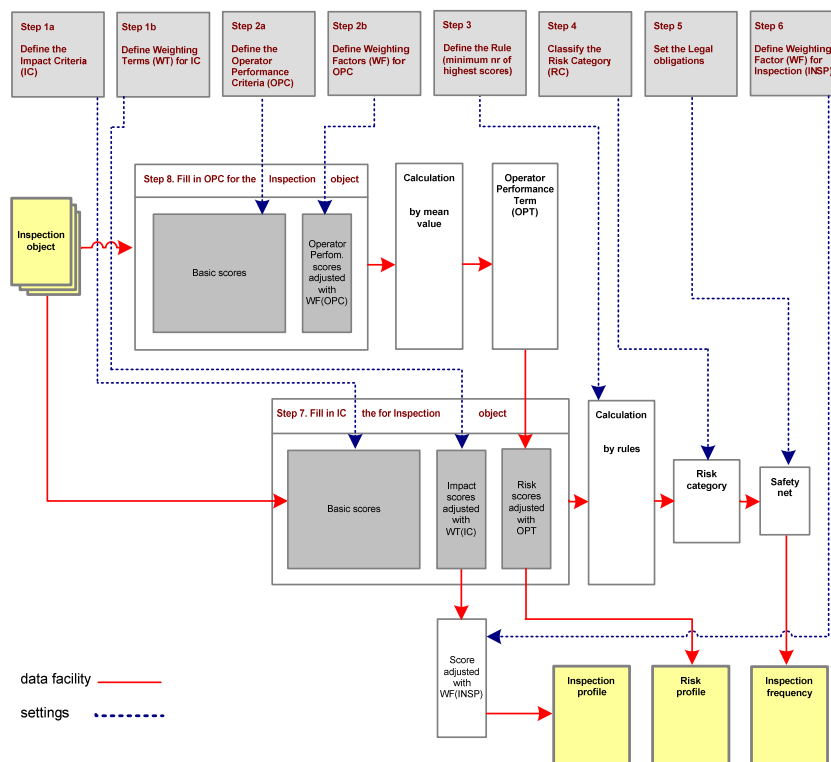 Step 1a
Define the
Impact Criteria
(IC)
Step 1b
Define Weighting
Terms (WT) for IC
Step 2a
Define the
Operator
Performance
Criteria (OPC)
Step 2b
Define Weighting
Factors (WF) for
OPC
Step 3
Define the Rule
(minimum nr of
highest scores)
Step 4
Classify the
Risk Category
(RC)
Step 5
Set the Legal
obligations
Step 6
Define Weighting
Factor (WF) for
Inspection (INSP)
Inspection
object
Step 8. Fill in OPC for the Inspection object
Basic scores
Operator
Perfom.
scores
adjusted
with
WF(OPC)
Calculation
by mean
value
Operator
Performance
Term
(OPT)
Step 7. Fill in IC the for Inspection object
Basic scores
Impact
scores
adjusted
with
WT(IC)
Risk
scores
adjusted
with
OPT
Calculation
by rules
Risk
category
Safety
net
Score
adjusted
with
WF(INSP)
Inspection
profile
Risk
profile
Inspection
frequency
data facility
settings